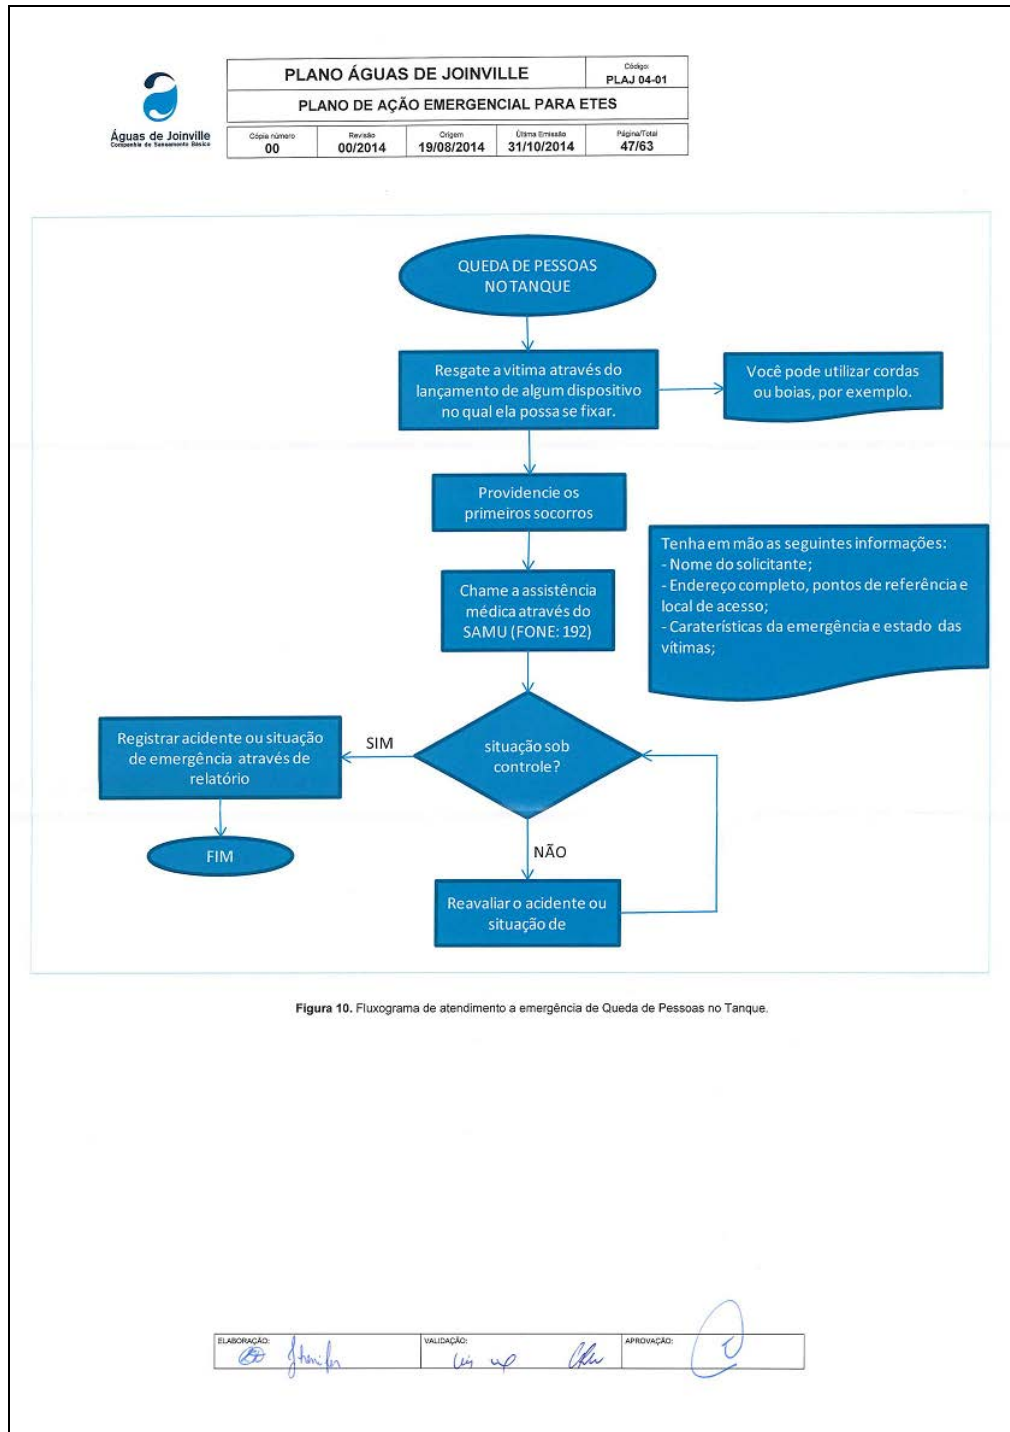 PLANO ÁGUAS DE JOINVILLE
Código:
PLAJ 04-01
PLANO DE AÇÃO EMERGENCIAL PARA ETES
Águas de Joinville
Companhia de Saneamento Básico
Cópia número
00
Revisão
00/2014
Origem
19/08/2014
Última Emissão
31/10/2014
Página/Total
47/63
QUEDA DE PESSOAS
NO TANQUE
Resgate a vitima através do
lançamento de algum dispositivo
no qual ela possa se fixar.
Você pode utilizar cordas
ou boias, por exemplo.
Providencie os
primeiros socorros
Tenha em mão as seguintes informações:
- Nome do solicitante;
- Endereço completo, pontos de referência e
local de acesso;
- Caraterísticas da emergência e estado das
vítimas;
Chame a assistência
médica através do
SAMU (FONE: 192)
situação sob
controle?
SIM
Registrar acidente ou situação
de emergência através de
relatório
FIM
NÃO
Reavaliar o acidente ou
situação de
Figura 10. Fluxograma de atendimento a emergência de Queda de Pessoas no Tanque.
ELABORAÇÃO:
Jhenifer
VALIDAÇÃO:
APROVAÇÃO: